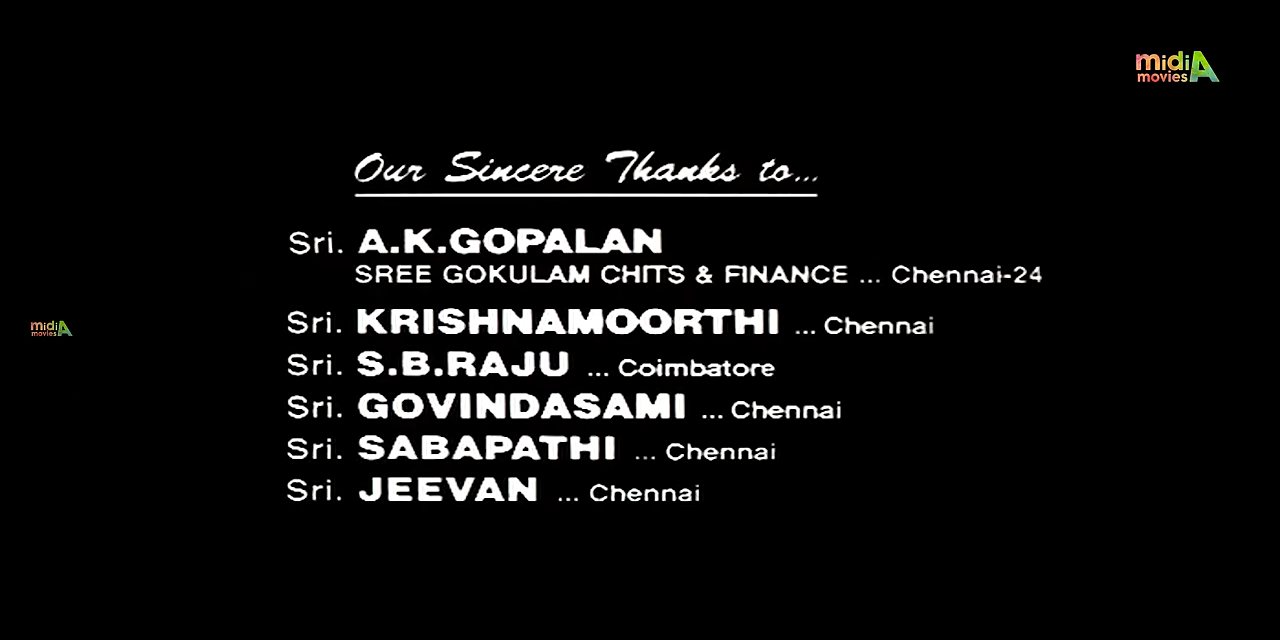 midiA
movies
Our Sincere Thanks to...
Sri. A.K.GOPALAN
SREE GOKULAM CHITS & FINANCE ... Chennai-24
Sri. KRISHNAMOORTHI ... Chennai
midiA
movies
Sri. S.B.RAJU ... Coimbatore
Sri. GOVINDASAMI ... Chennai
Sri. SABAPATHI ... Chennai
Sri. JEEVAN ... Chennai